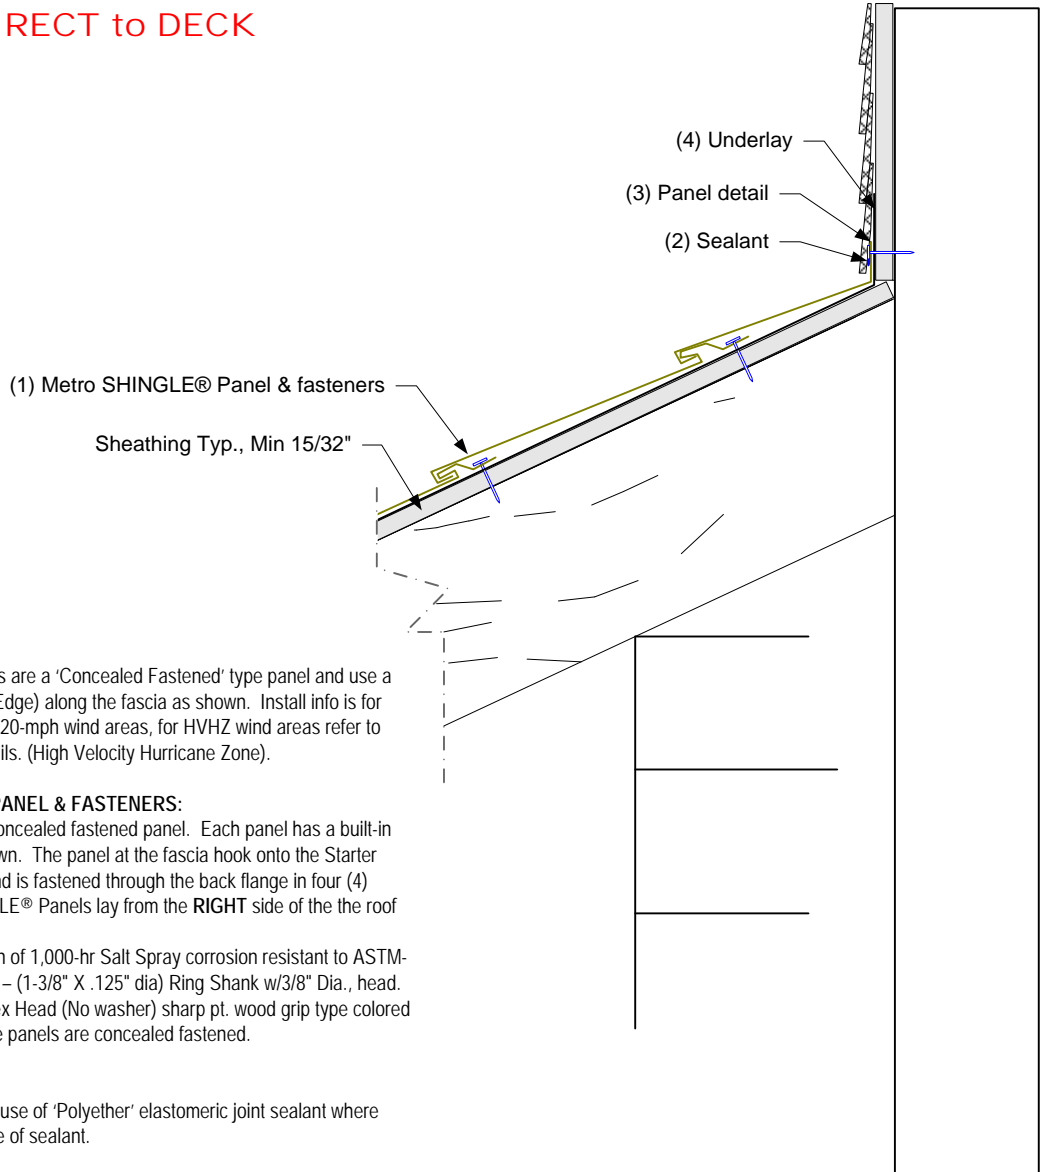 RECT to DECK
(4) Underlay
(3) Panel detail
(2) Sealant
(1) Metro SHINGLE® Panel & fasteners
Sheathing Typ., Min 15/32"
s are a ‘Concealed Fastened’ type panel and use a
Edge) along the fascia as shown. Install info is for
20-mph wind areas, for HVHZ wind areas refer to
ils. (High Velocity Hurricane Zone).
PANEL & FASTENERS:
oncealed fastened panel. Each panel has a built-in
wn. The panel at the fascia hook onto the Starter
nd is fastened through the back flange in four (4)
LE® Panels lay from the RIGHT side of the the roof
n of 1,000-hr Salt Spray corrosion resistant to ASTM-
– (1-3/8" X .125" dia) Ring Shank w/3/8" Dia., head.
ex Head (No washer) sharp pt. wood grip type colored
e panels are concealed fastened.
use of ‘Polyether’ elastomeric joint sealant where
e of sealant.